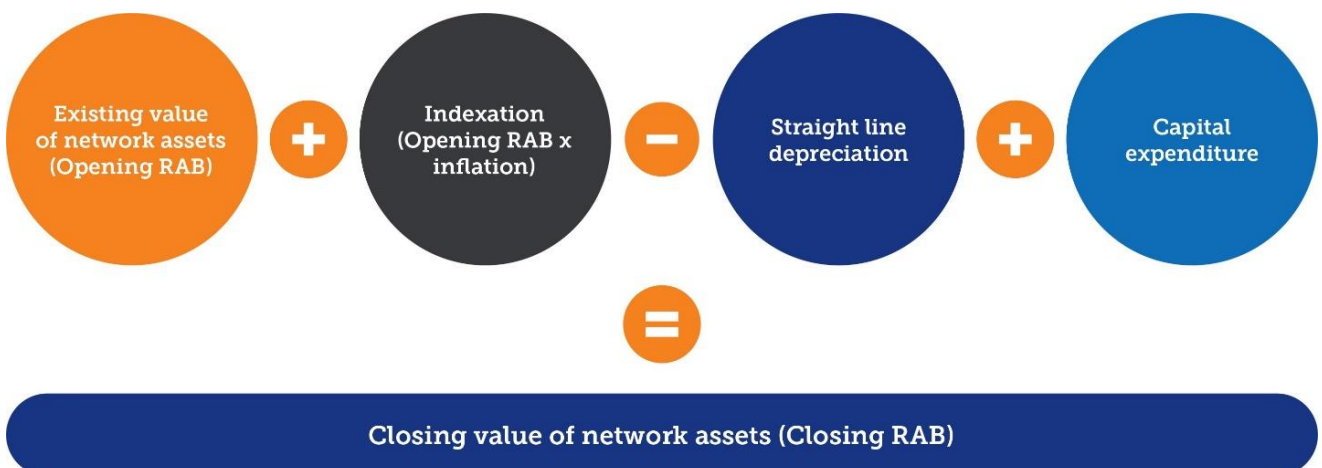 Existing value
of network assets
(Opening RAB)
+
Indexation
(Opening RAB x
inflation)
-
Straight line
depreciation
+
Capital
expenditure
=
Closing value of network assets (Closing RAB)